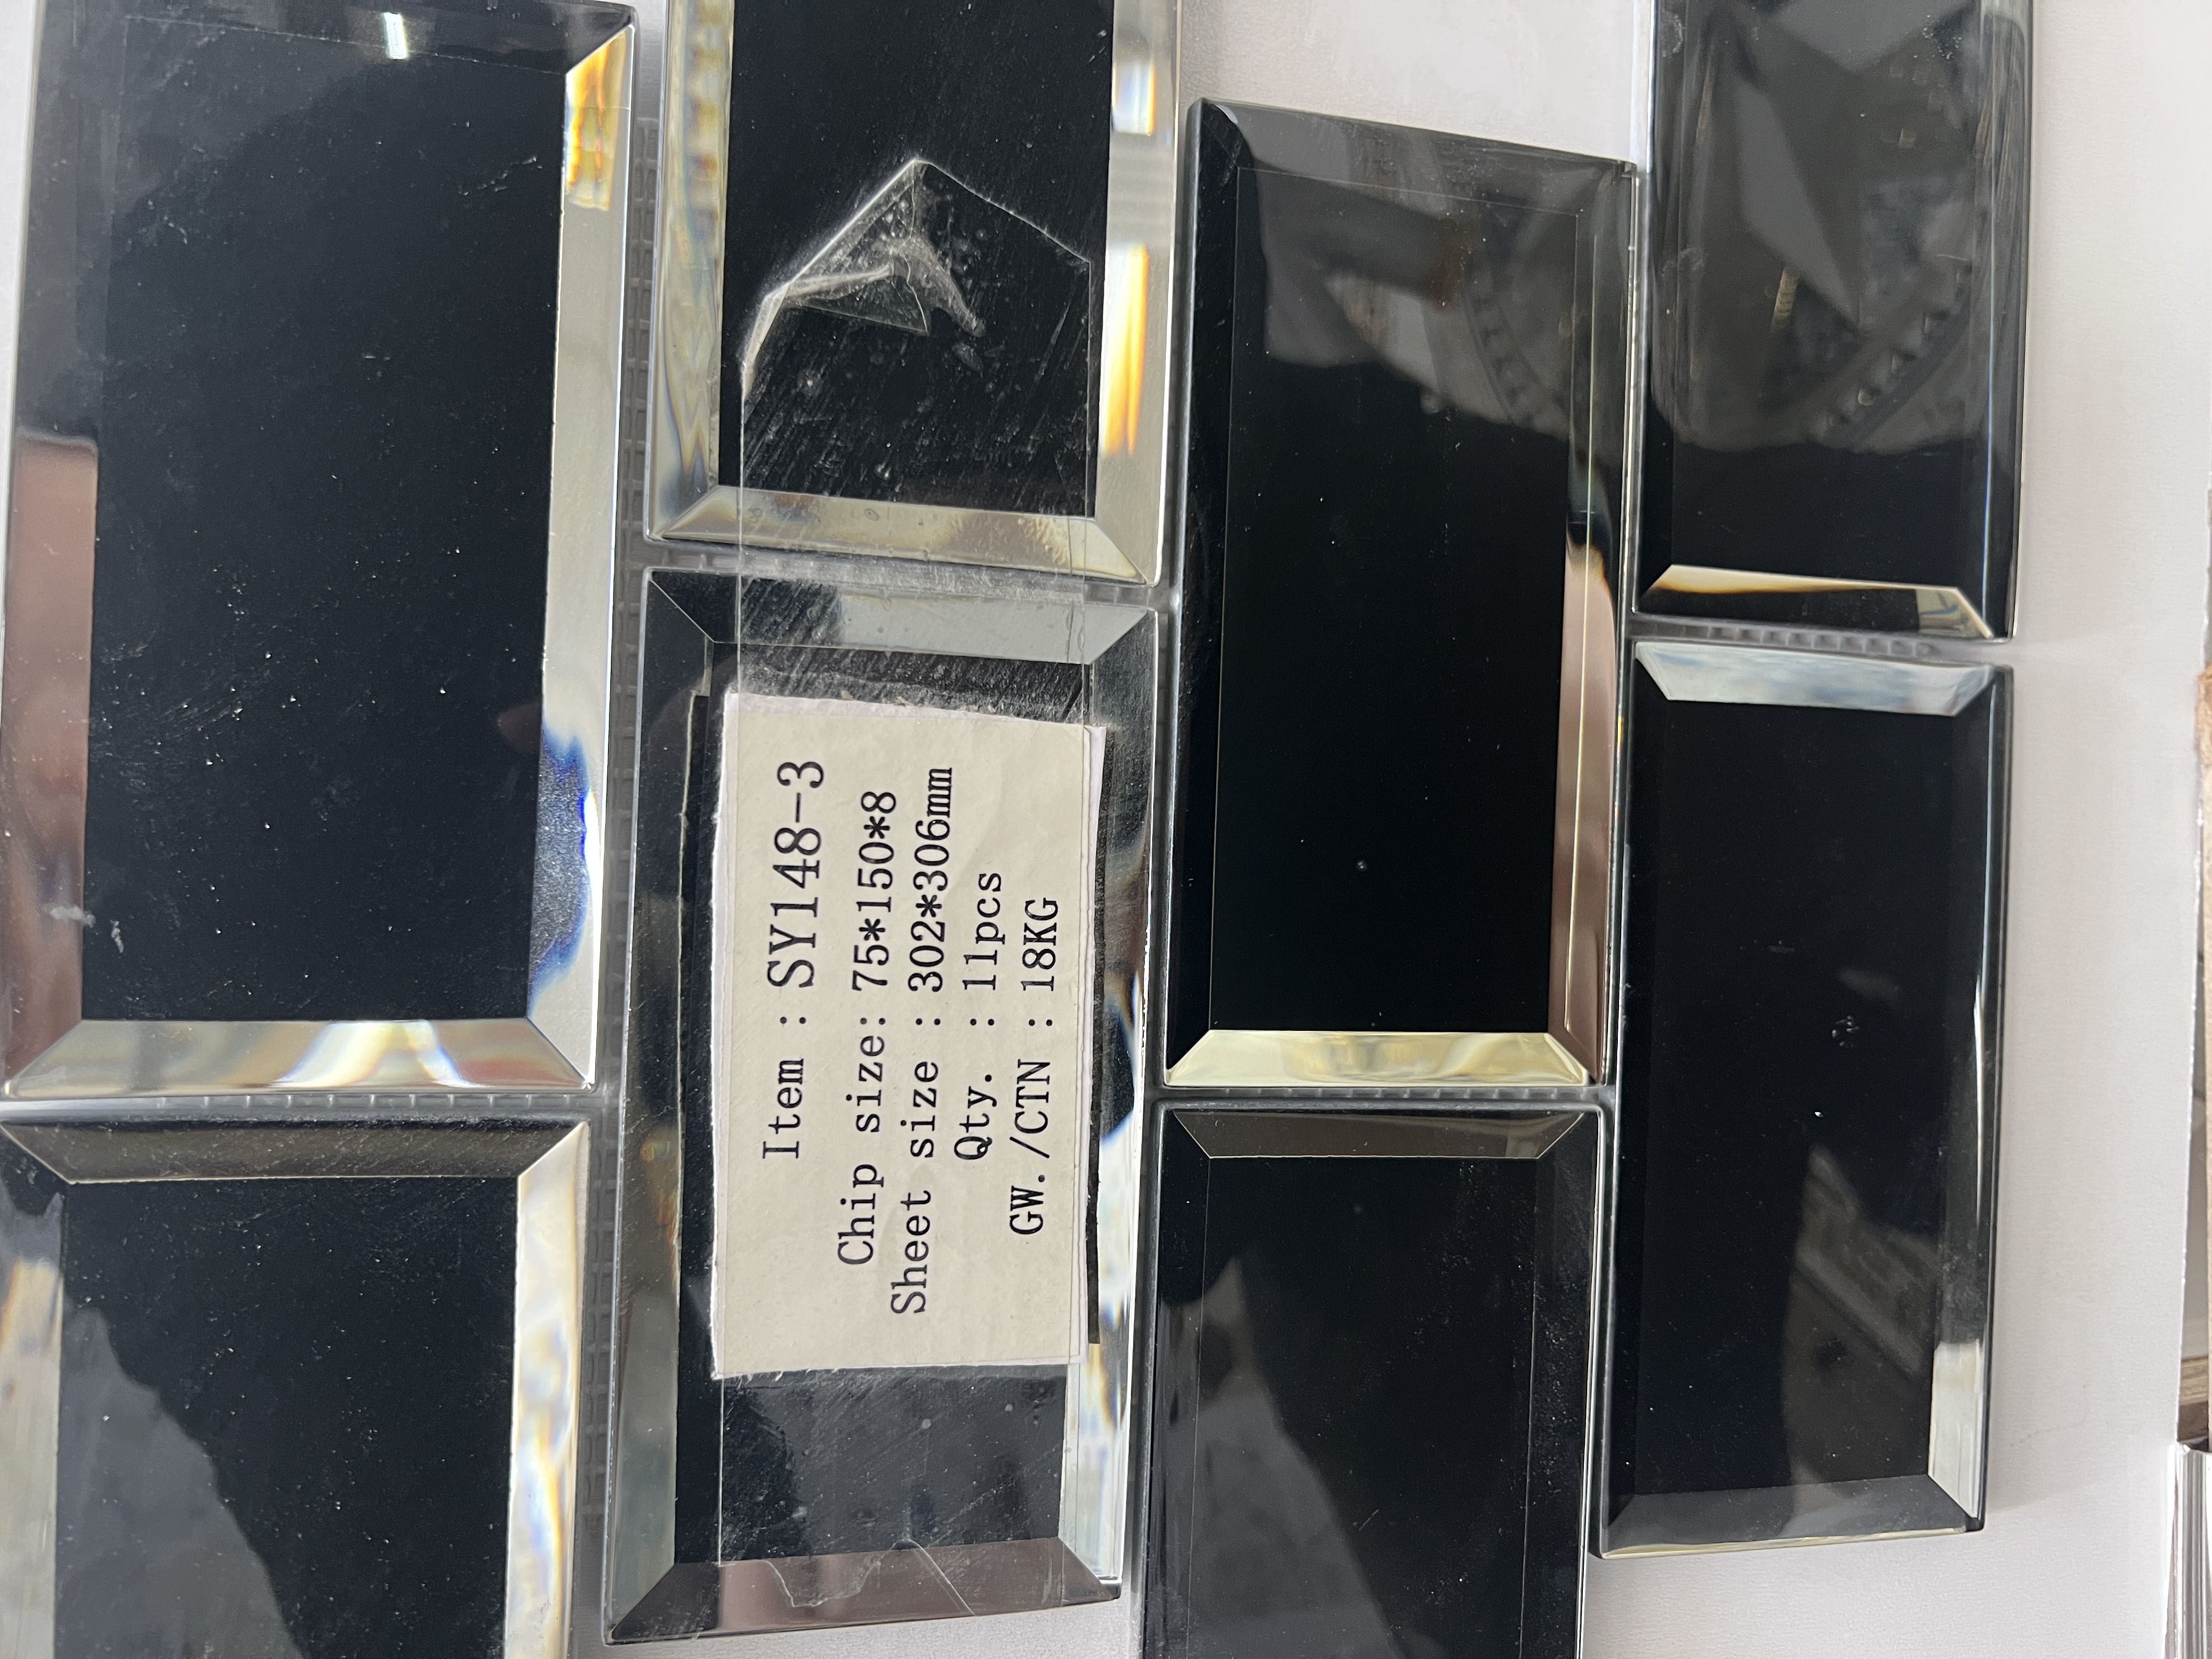 Item : SY148-3
Chip size: 75*150*8
Sheet size : 302*306mm
Qty. : 11pcs
GW./CTN : 18KG